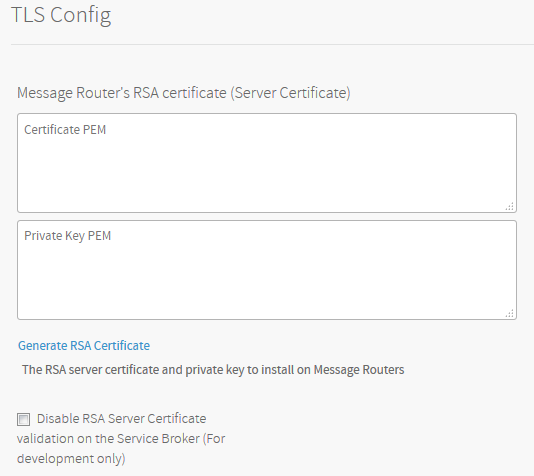 TLS Config
Message Router's RSA certificate (Server Certificate)
Certificate PEM
Private Key PEM
Generate RSA Certificate
The RSA server certificate and private key to install on Message Routers
Disable RSA Server Certificate
validation on the Service Broker (For
development only)